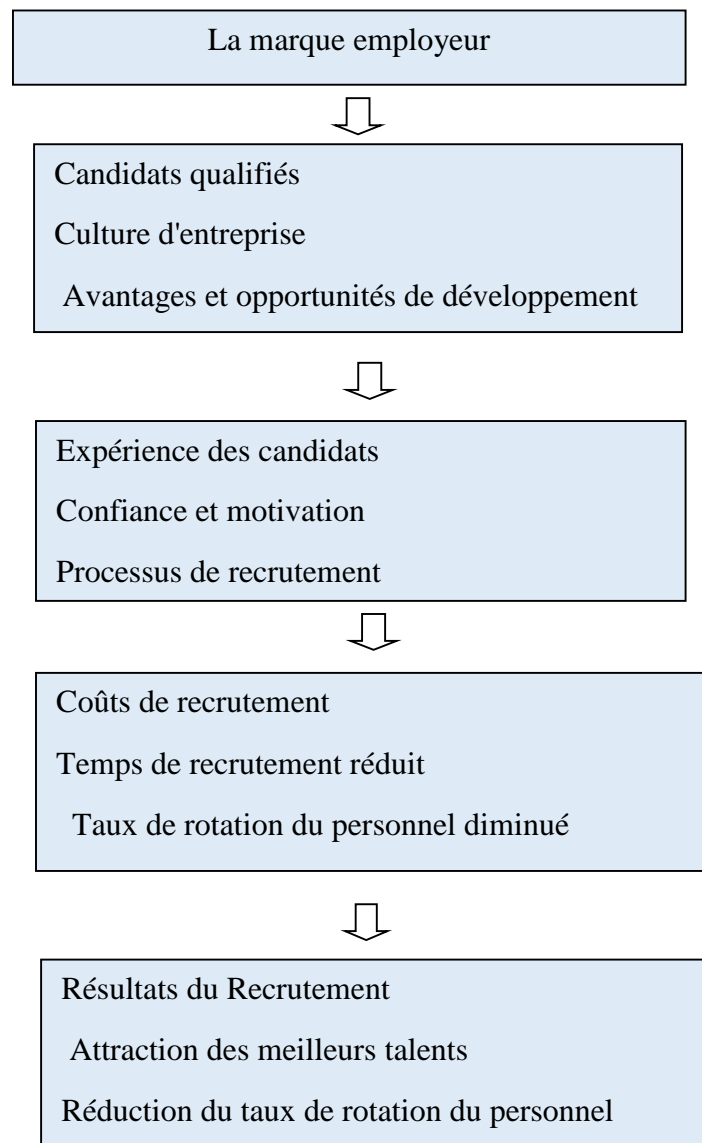 La marque employeur
Candidats qualifiés
Culture d'entreprise
Avantages et opportunités de développement
Expérience des candidats
Confiance et motivation
Processus de recrutement
Coûts de recrutement
Temps de recrutement réduit
Taux de rotation du personnel diminué
Résultats du Recrutement
Attraction des meilleurs talents
Réduction du taux de rotation du personnel